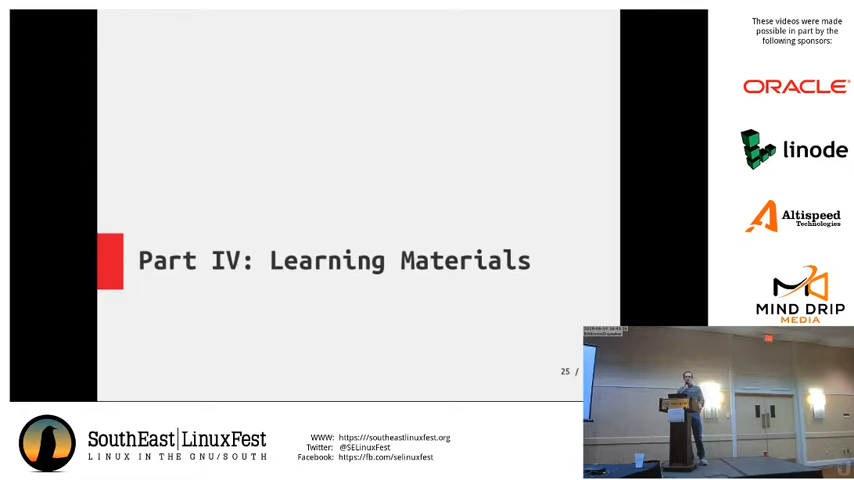 These videos were made
possible in part by the
following sponsors:
ORACLE
linode
Altispeed
Technologies
MIND DRIP
MEDIA
Part IV: Learning Materials
25 /
SouthEast|LinuxFest
LINUX IN THE GNU/SOUTH
WWW: https:///southeastlinuxfest.org
Twitter: @SELinuxFest
Facebook: https://fb.com/selinuxfest